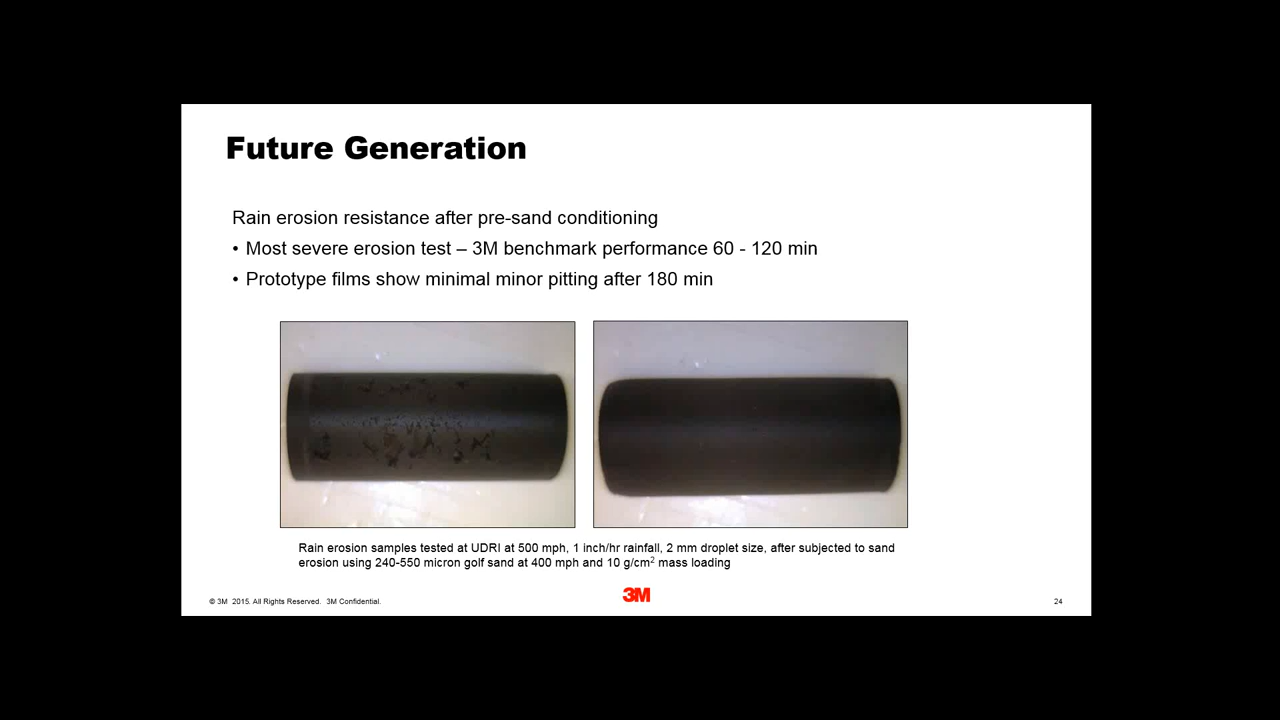 Future Generation
Rain erosion resistance after pre-sand conditioning
• Most severe erosion test – 3M benchmark performance 60 - 120 min
• Prototype films show minimal minor pitting after 180 min
Rain erosion samples tested at UDRI at 500 mph, 1 inch/hr rainfall, 2 mm droplet size, after subjected to sand
erosion using 240-550 micron golf sand at 400 mph and 10 g/cm² mass loading
© 3M 2015. All Rights Reserved. 3M Confidential.
3M
24